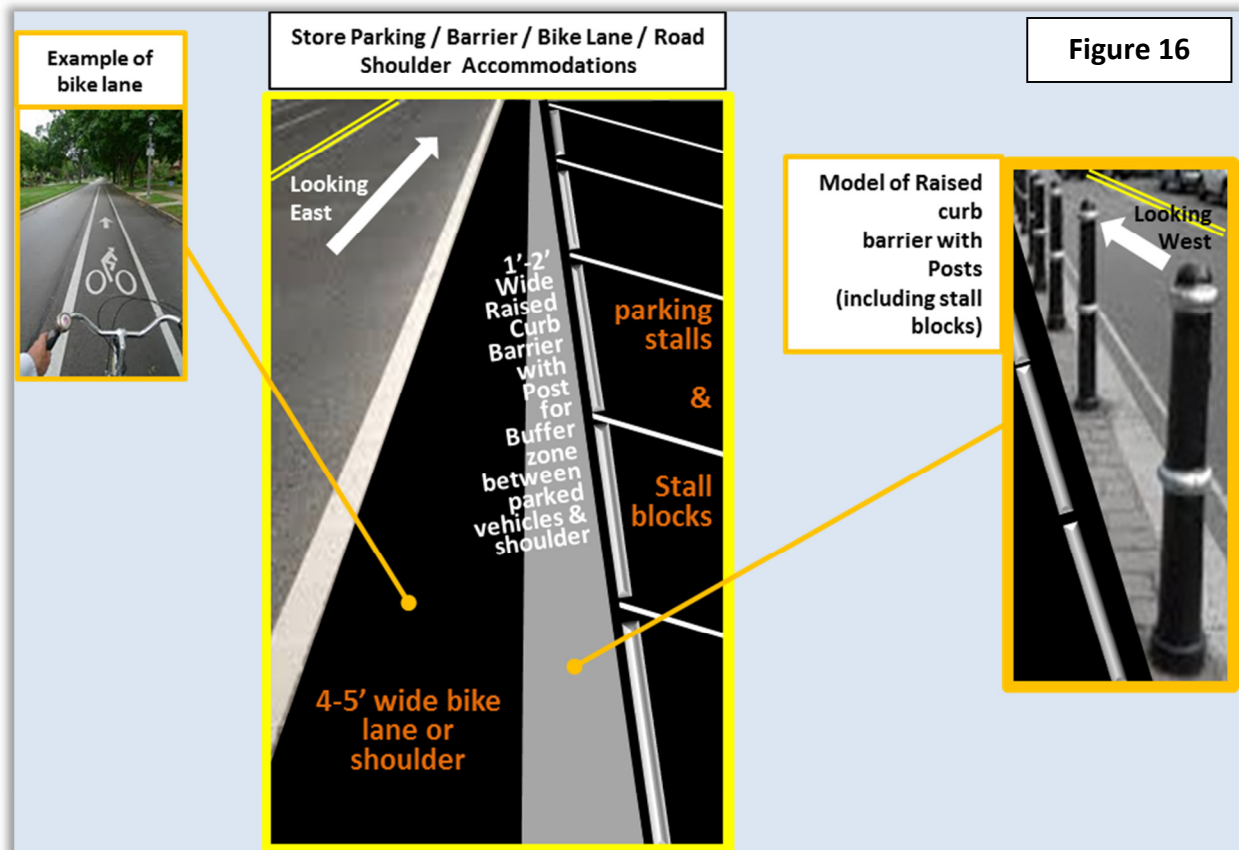 Example of
bike lane
Store Parking / Barrier / Bike Lane / Road
Shoulder Accommodations
Figure 16
Looking
East
1’-2’
Wide
Raised
Curb
Barrier
with
Post
for
Buffer
zone
between
parked
vehicles &
shoulder
parking
stalls
&
Stall
blocks
4-5’ wide bike
lane or
shoulder
Model of Raised
curb
barrier with
Posts
(including stall
blocks)
Looking
West